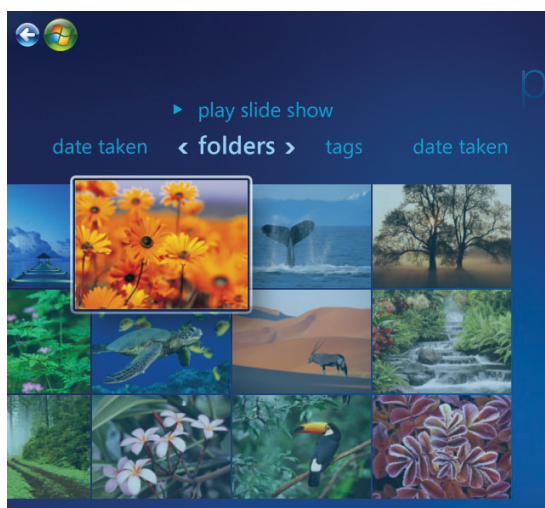 p
play slide show
date taken
folders
tags
date taken